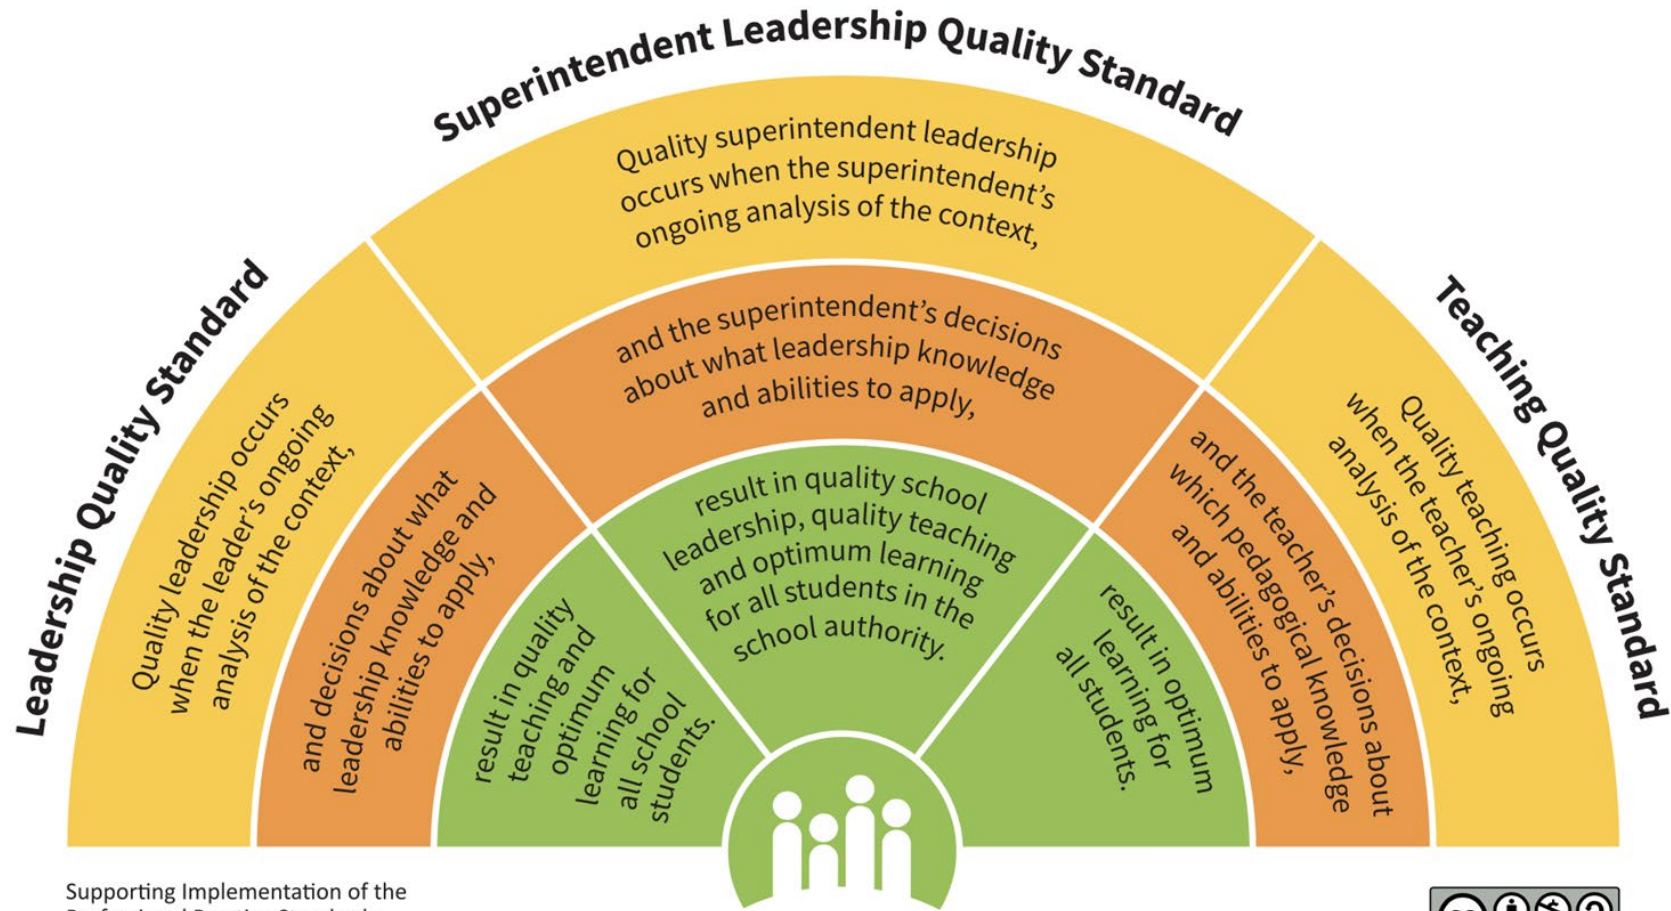 Superintendent Leadership Quality Standard
Quality superintendent leadership
occurs when the superintendent's
ongoing analysis of the context,
and the superintendent's decisions
about what leadership knowledge
and abilities to apply,
result in quality school
leadership, quality teaching
and optimum learning
for all students in the
school authority.
Leadership Quality Standard
Quality leadership occurs
when the leader's ongoing
analysis of the context,
and decisions about what
leadership knowledge and
abilities to apply,
result in quality
teaching and
optimum
learning for
all school
students.
Teaching Quality Standard
Quality teaching occurs
when the teacher's ongoing
analysis of the context,
and the teacher's decisions about
which pedagogical knowledge
and abilities to apply,
result in optimum
learning for
all students.
Supporting Implementation of the